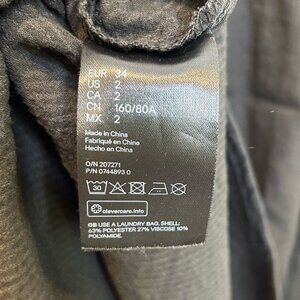 EUR 34
US 2
CA 2
CN 160/80A
MX 2
Made in China
Fabriqué en Chine
Hecho en China
O/N 207271
P/N 0744893 0
30
clevercare.info
GB USE A LAUNDRY BAG. SHELL:
63% POLYESTER 27% VISCOSE 10%
POLYAMIDE.